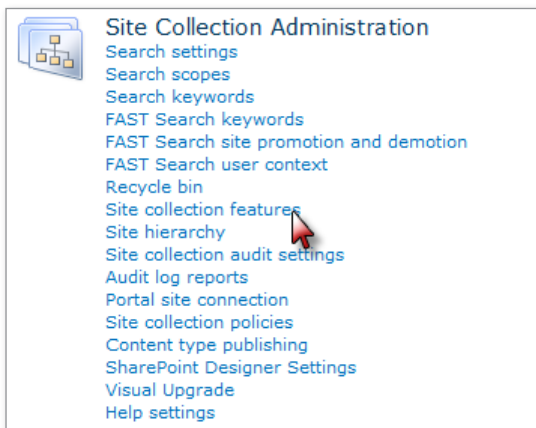 Site Collection Administration
Search settings
Search scopes
Search keywords
FAST Search keywords
FAST Search site promotion and demotion
FAST Search user context
Recycle bin
Site collection features
Site hierarchy
Site collection audit settings
Audit log reports
Portal site connection
Site collection policies
Content type publishing
SharePoint Designer Settings
Visual Upgrade
Help settings